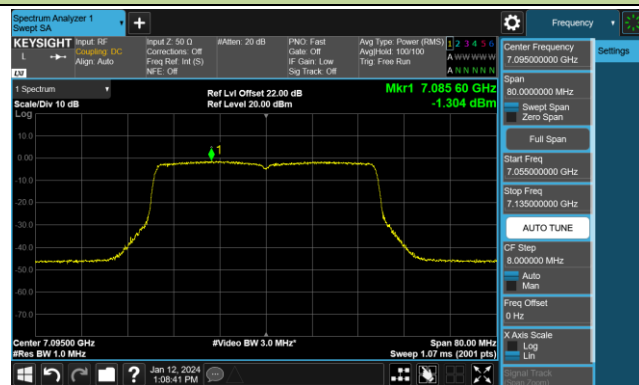 Spectrum Analyzer 1
Swept SA
Frequency
KEYSIGHT
Input: RF
Coupling: DC
Align: Auto
Input Z: 50 Ω
Corrections: Off
Freq Ref: Int (S)
NFE: Off
#Atten: 20 dB
PNO: Fast
Gate: Off
IF Gain: Low
Sig Track: Off
Avg Type: Power (RMS)
Avg|Hold: 100/100
Trig: Free Run
1 2 3 4 5 6
A W W W W W
A N N N N N
L
LXI
1 Spectrum
Scale/Div 10 dB
Log
Ref Lvl Offset 22.00 dB
Ref Level 20.00 dBm
Mkr1 7.085 60 GHz
-1.304 dBm
1
10.0
0.00
-10.0
-20.0
-30.0
-40.0
-50.0
-60.0
-70.0
Center 7.09500 GHz
#Res BW 1.0 MHz
#Video BW 3.0 MHz*
Span 80.00 MHz
Sweep 1.07 ms (2001 pts)
Jan 12, 2024
1:08:41 PM
Center Frequency
7.095000000 GHz
Settings
Span
80.0000000 MHz
Swept Span
Zero Span
Full Span
Start Freq
7.055000000 GHz
Stop Freq
7.135000000 GHz
AUTO TUNE
CF Step
8.000000 MHz
Auto
Man
Freq Offset
0 Hz
X Axis Scale
Log
Lin
Signal Track
(Span Zoom)